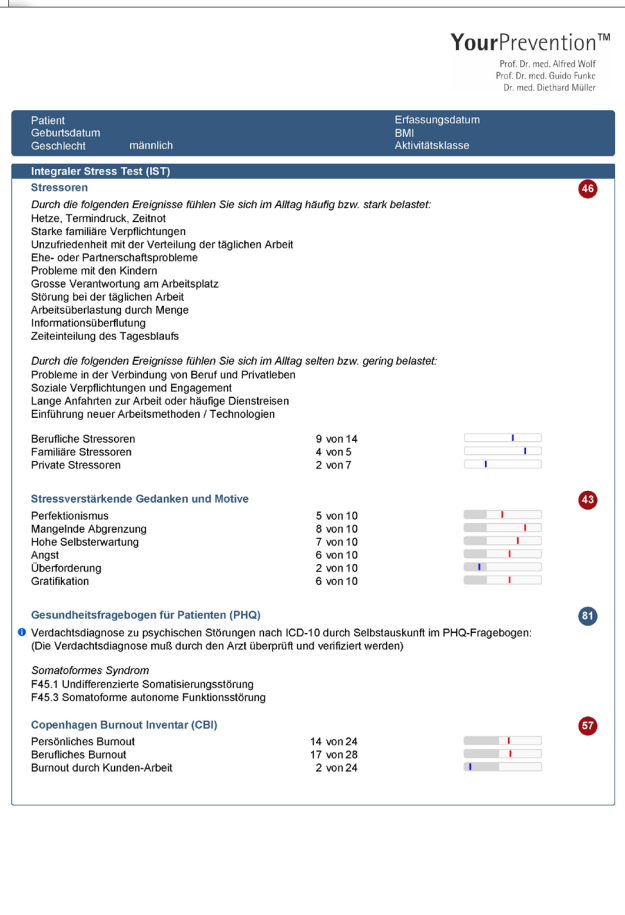 YourPrevention™
Prof. Dr. med. Alfred Wolf
Prof. Dr. med. Guido Funke
Dr. med. Diethard Müller
Patient Erfassungsdatum
Geburtsdatum BMI
Geschlecht männlich Aktivitätsklasse
Integraler Stress Test (IST)
Stressoren 46
Durch die folgenden Ereignisse fühlen Sie sich im Alltag häufig bzw. stark belastet:
Hetze, Termindruck, Zeitnot
Starke familiäre Verpflichtungen
Unzufriedenheit mit der Verteilung der täglichen Arbeit
Ehe- oder Partnerschaftsprobleme
Probleme mit den Kindern
Grosse Verantwortung am Arbeitsplatz
Störung bei der täglichen Arbeit
Arbeitsüberlastung durch Menge
Informationsüberflutung
Zeiteinteilung des Tagesblaufs
Durch die folgenden Ereignisse fühlen Sie sich im Alltag selten bzw. gering belastet:
Probleme in der Verbindung von Beruf und Privatleben
Soziale Verpflichtungen und Engagement
Lange Anfahrten zur Arbeit oder häufige Dienstreisen
Einführung neuer Arbeitsmethoden / Technologien
Berufliche Stressoren 9 von 14
Familiäre Stressoren 4 von 5
Private Stressoren 2 von 7
Stressverstärkende Gedanken und Motive 43
Perfektionismus 5 von 10
Mangelnde Abgrenzung 8 von 10
Hohe Selbsterwartung 7 von 10
Angst 6 von 10
Überforderung 2 von 10
Gratifikation 6 von 10
Gesundheitsfragebogen für Patienten (PHQ) 81
i Verdachtsdiagnose zu psychischen Störungen nach ICD-10 durch Selbstauskunft im PHQ-Fragebogen:
(Die Verdachtsdiagnose muß durch den Arzt überprüft und verifiziert werden)
Somatoformes Syndrom
F45.1 Undifferenzierte Somatisierungsstörung
F45.3 Somatoforme autonome Funktionsstörung
Copenhagen Burnout Inventar (CBI) 57
Persönliches Burnout 14 von 24
Berufliches Burnout 17 von 28
Burnout durch Kunden-Arbeit 2 von 24